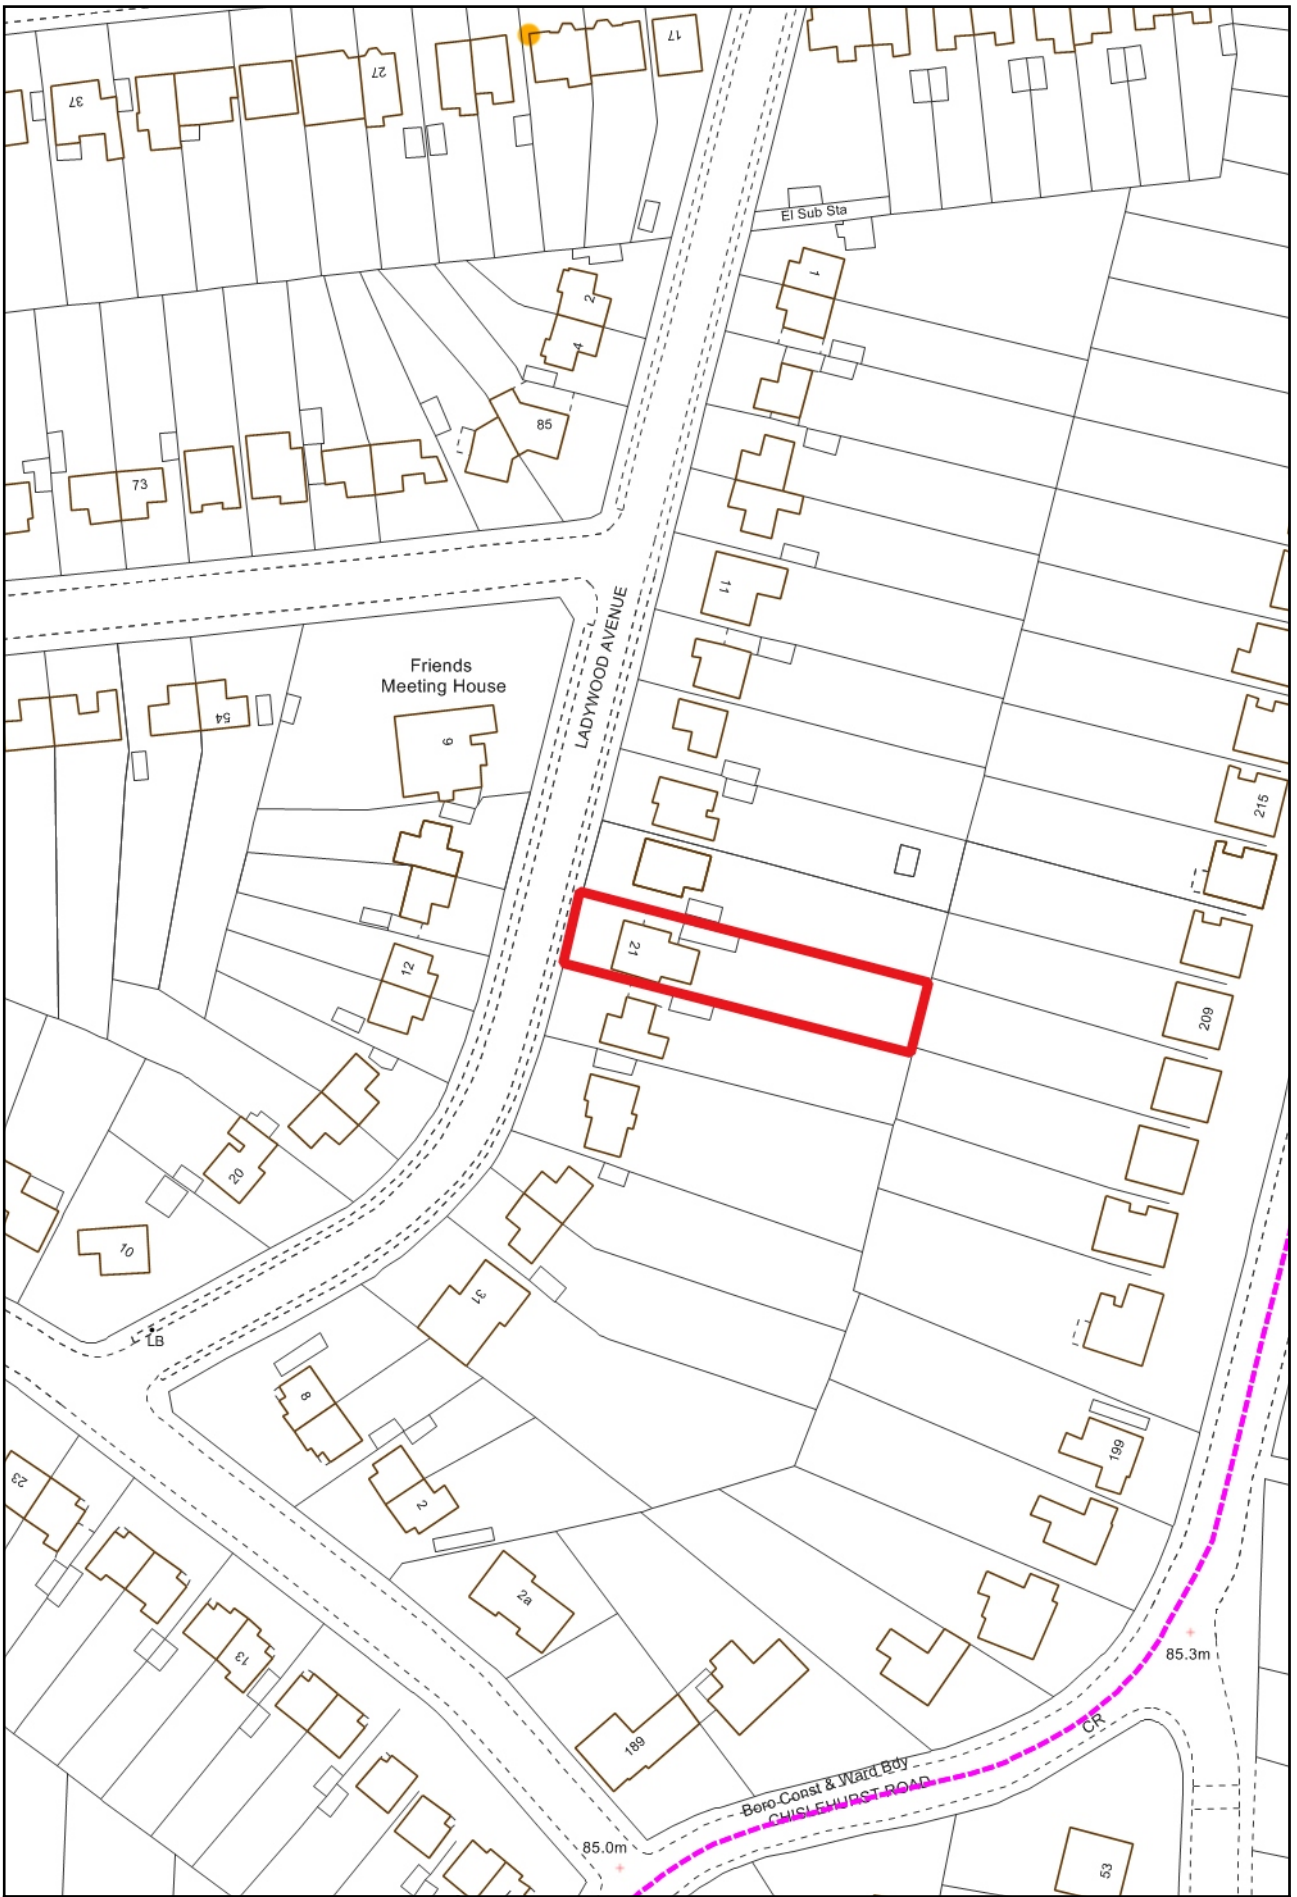 17
27
37
El Sub Sta
1
2
4
85
73
11
LADYWOOD AVENUE
Friends
Meeting House
54
9
215
12
21
209
20
10
31
LB
8
199
23
2
2a
13
85.3m
CR
189
Boro Const & Ward Bdy
CHISLEHURST ROAD
85.0m
53